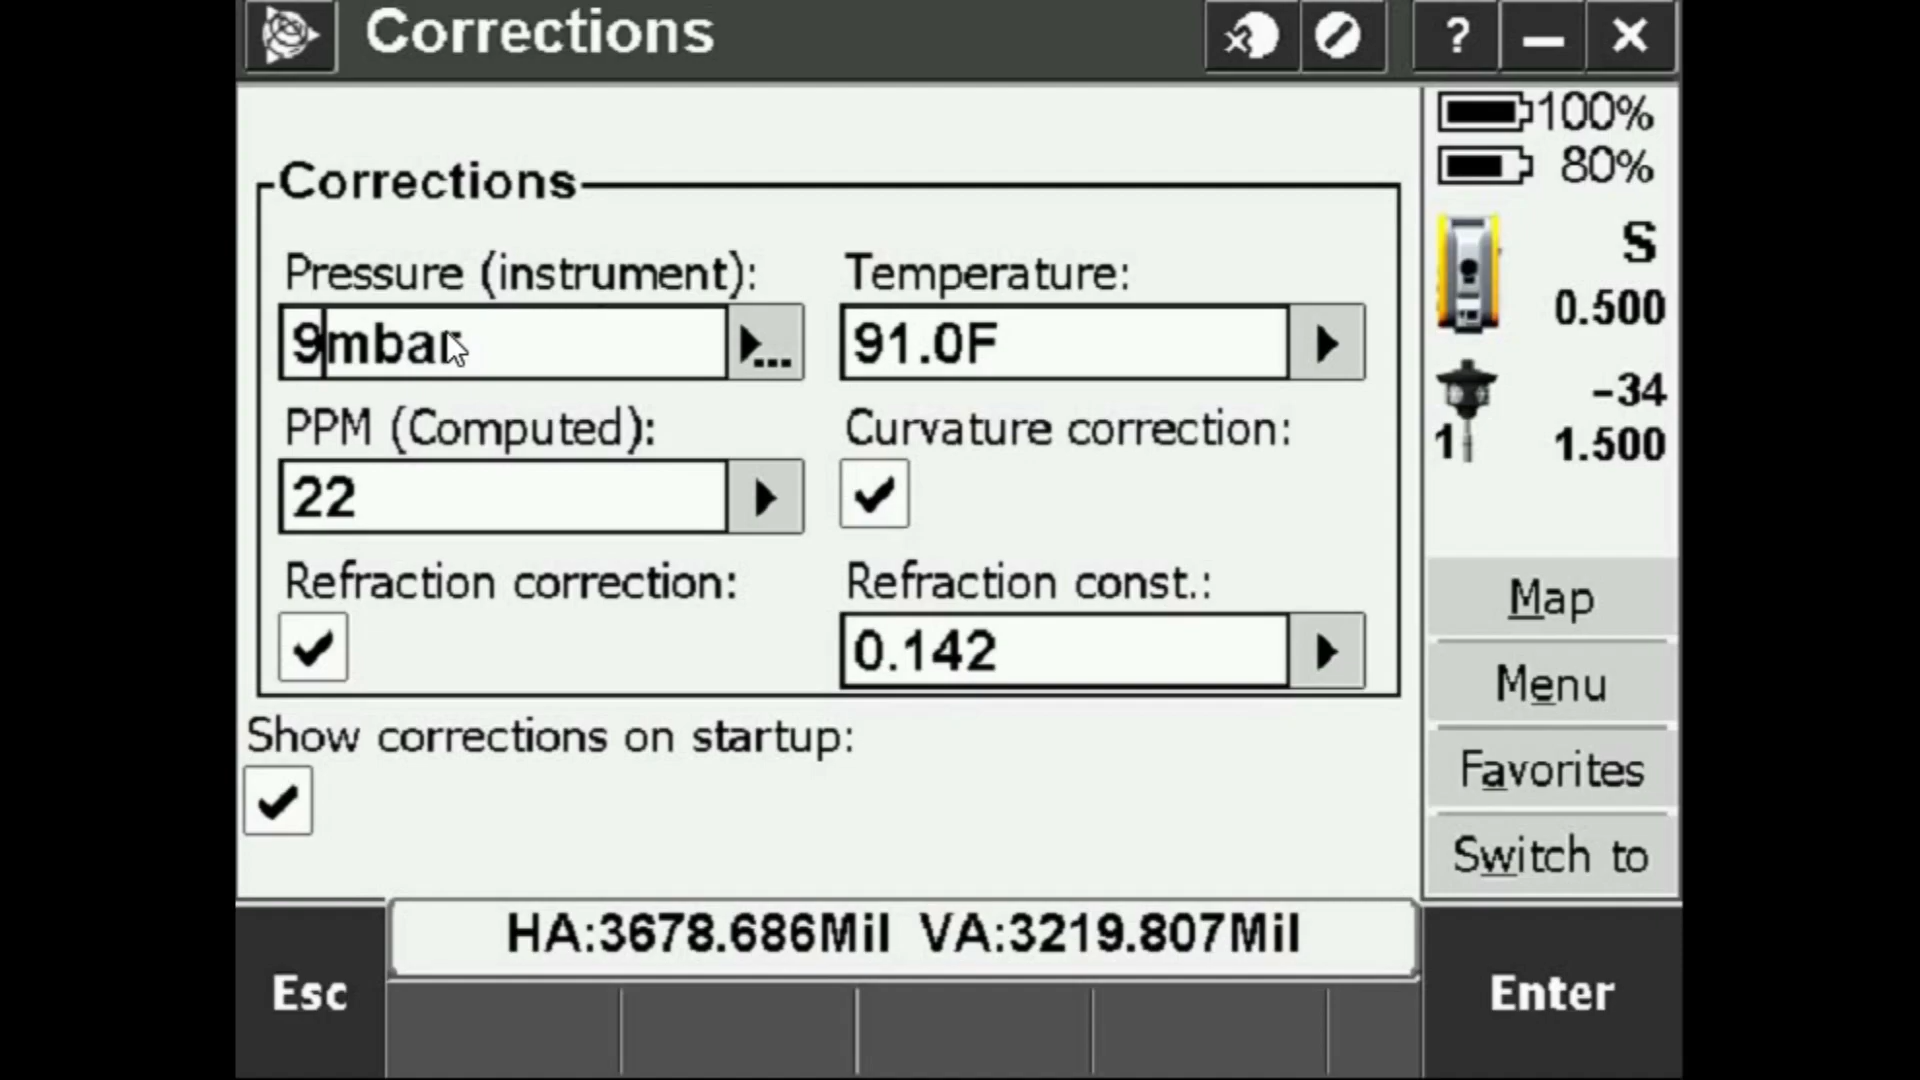 Corrections
?
100%
80%
Corrections
Pressure (instrument):
Temperature:
9mbar
91.0F
S
0.500
PPM (Computed):
Curvature correction:
-34
1
1.500
22
Refraction correction:
Refraction const.:
0.142
Map
Menu
Show corrections on startup:
Favorites
Switch to
HA:3678.686Mil VA:3219.807Mil
Esc
Enter